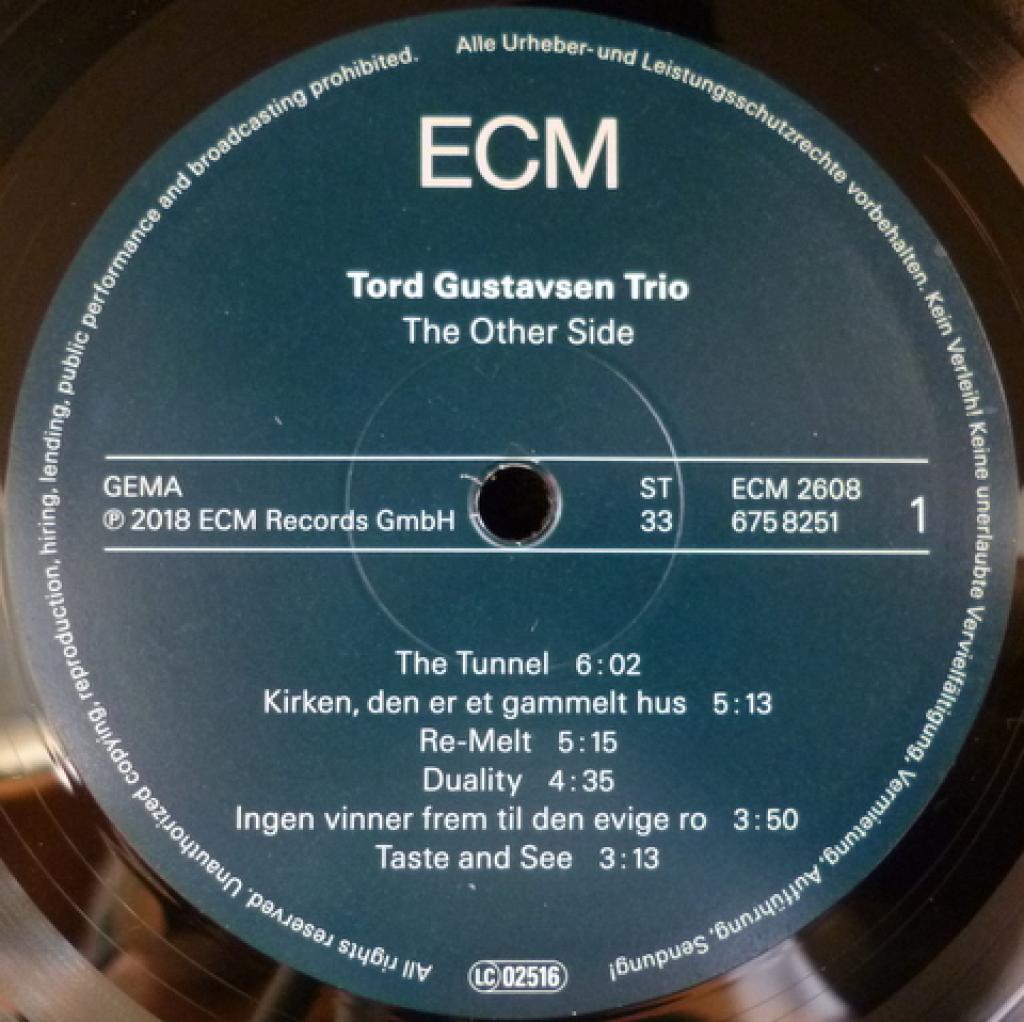 Alle Urheber- und Leistungsschutzrechte vorbehalten. Kein Verleih! Keine unerlaubte Vervielfältigung, Vermietung, Aufführung, Sendung!
ECM
Tord Gustavsen Trio
The Other Side
GEMA
℗ 2018 ECM Records GmbH
ST
33
ECM 2608
675 8251
1
The Tunnel 6:02
Kirken, den er et gammelt hus 5:13
Re-Melt 5:15
Duality 4:35
Ingen vinner frem til den evige ro 3:50
Taste and See 3:13
LC 02516
All rights reserved. Unauthorized copying, reproduction, hiring, lending, public performance and broadcasting prohibited.